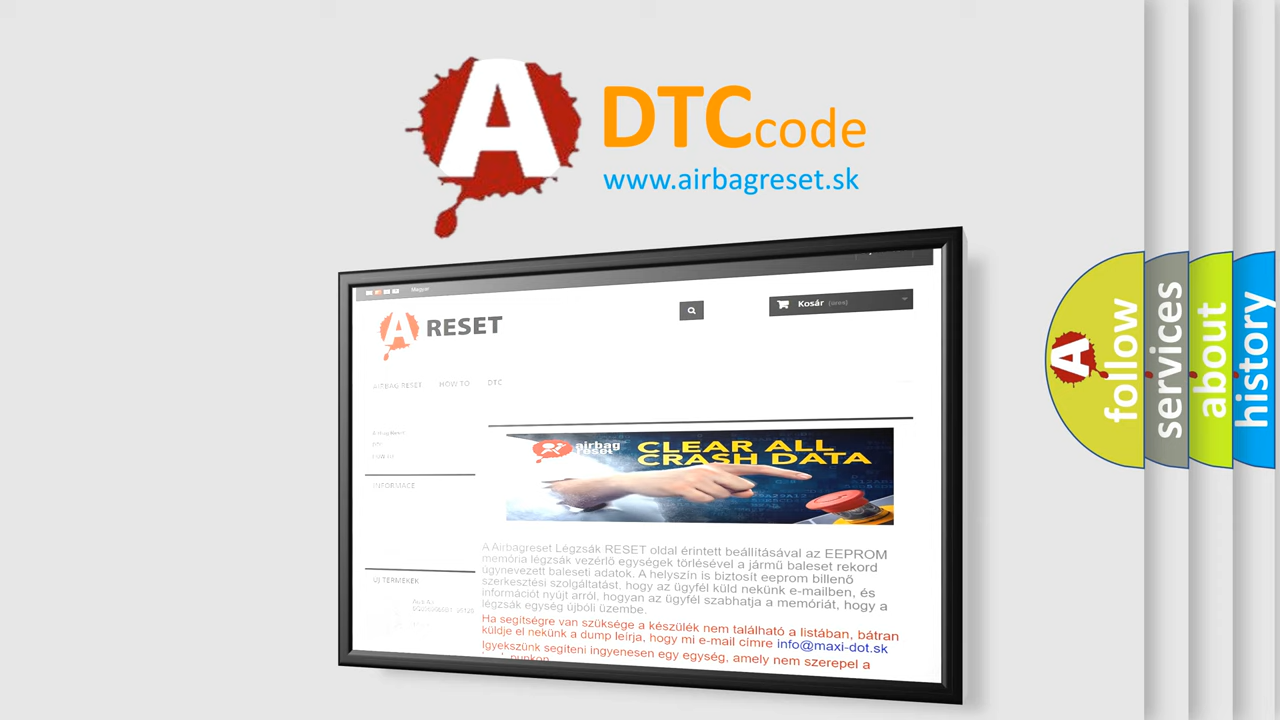 A DTCcode
www.airbagreset.sk
Magyar
Kosár (üres)
A RESET
AIRBAG RESET HOW TO DTC
INFORMACE
ÚJ TERMÉKEK
airbag
reset
CLEAR ALL
CRASH DATA
A Airbagreset Légzsák RESET oldal érintett beállításával az EEPROM
memória légzsák vezérlő egységek törlésével a jármű baleset rekord
úgynevezett baleseti adatok. A helyszín is biztosít eeprom billenő
szerkesztési szolgáltatást, hogy az ügyfél küld nekünk e-mailben, és
információt nyújt arról, hogyan az ügyfél szabhatja a memóriát, hogy a
légzsák egység újbóli üzembe.
Ha segítségre van szüksége a készülék nem található a listában, bátran
küldje el nekünk a dump leírja, hogy mi e-mail címre info@maxi-dot.sk
Igyekszünk segíteni ingyenesen egy egység, amely nem szerepel a
A
follow
services
about
history